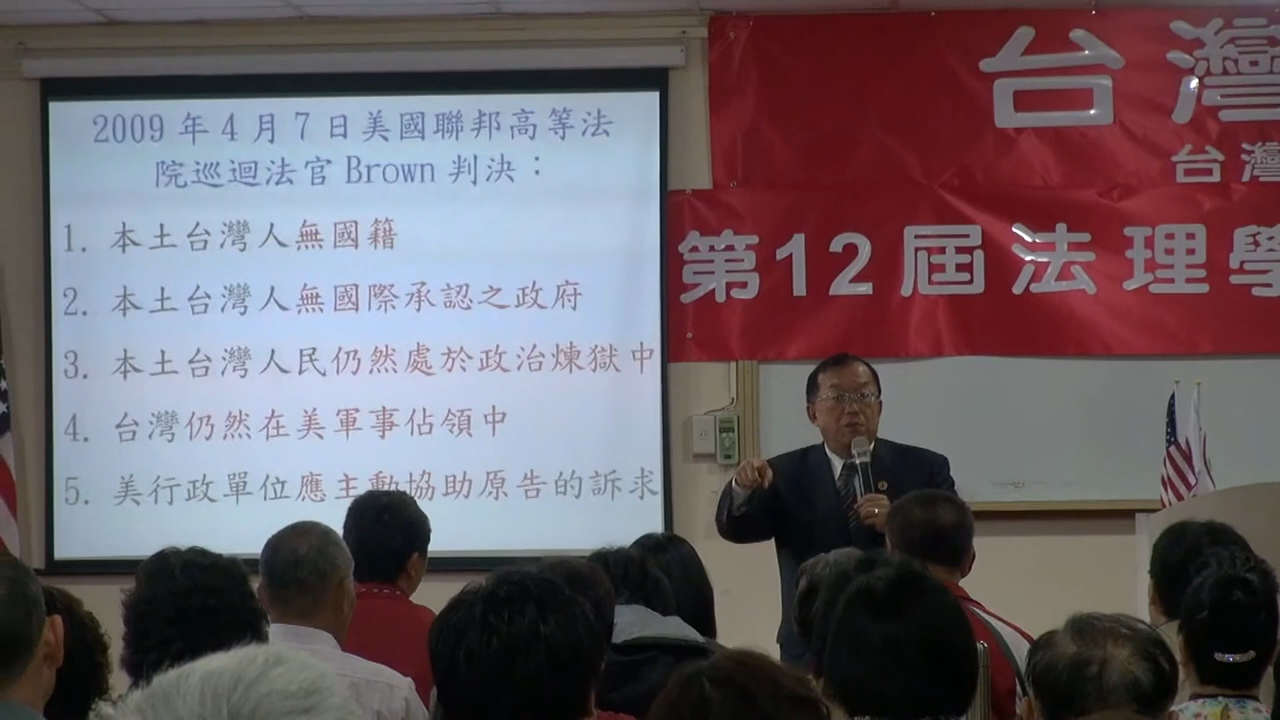 2009 年 4 月 7 日美國聯邦高等法
院巡迴法官 Brown 判決：
1. 本土台灣人無國籍
2. 本土台灣人無國際承認之政府
3. 本土台灣人民仍然處於政治煉獄中
4. 台灣仍然在美軍事佔領中
5. 美行政單位應主動協助原告的訴求
台灣
台灣
第12屆法理學